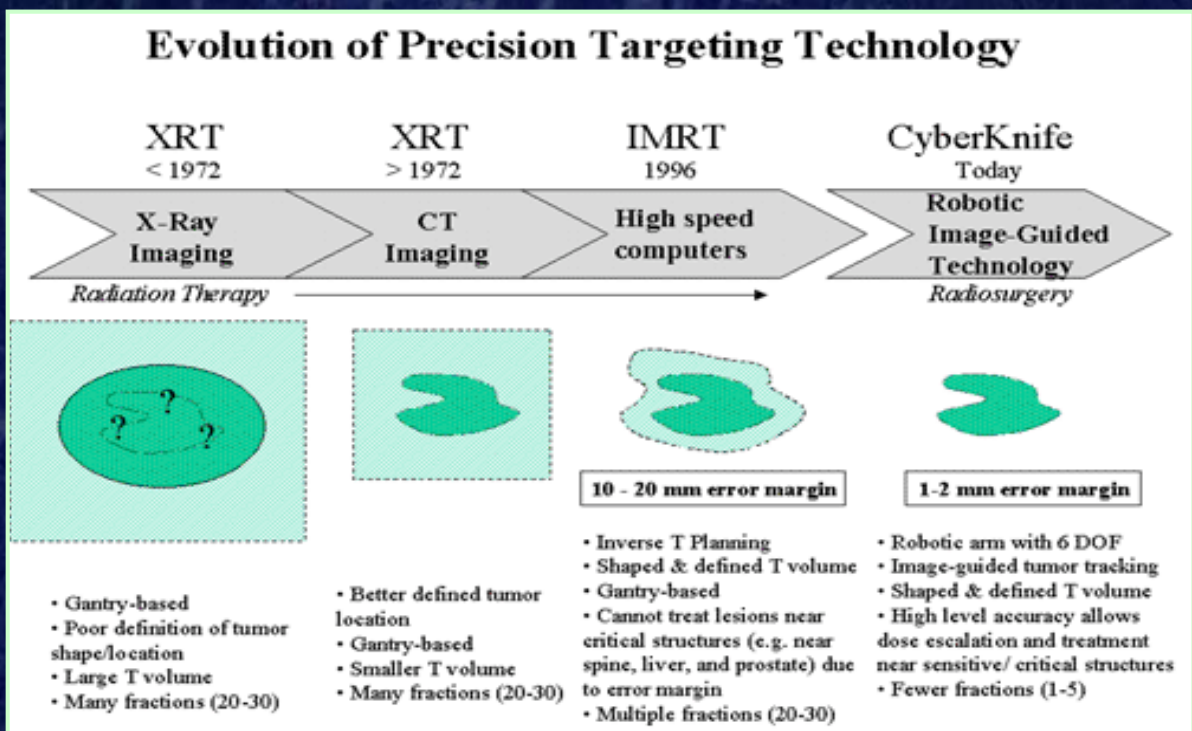 Evolution of Precision Targeting Technology
XRT
< 1972
XRT
> 1972
IMRT
1996
CyberKnife
Today
X-Ray
Imaging
CT
Imaging
High speed
computers
Robotic
Image-Guided
Technology
Radiation Therapy
Radiosurgery
?
?
?
10 - 20 mm error margin
1-2 mm error margin
• Gantry-based
• Poor definition of tumor
shape/location
• Large T volume
• Many fractions (20-30)
• Better defined tumor
location
• Gantry-based
• Smaller T volume
• Many fractions (20-30)
• Inverse T Planning
• Shaped & defined T volume
• Gantry-based
• Cannot treat lesions near
critical structures (e.g. near
spine, liver, and prostate) due
to error margin
• Multiple fractions (20-30)
• Robotic arm with 6 DOF
• Image-guided tumor tracking
• Shaped & defined T volume
• High level accuracy allows
dose escalation and treatment
near sensitive/ critical structures
• Fewer fractions (1-5)